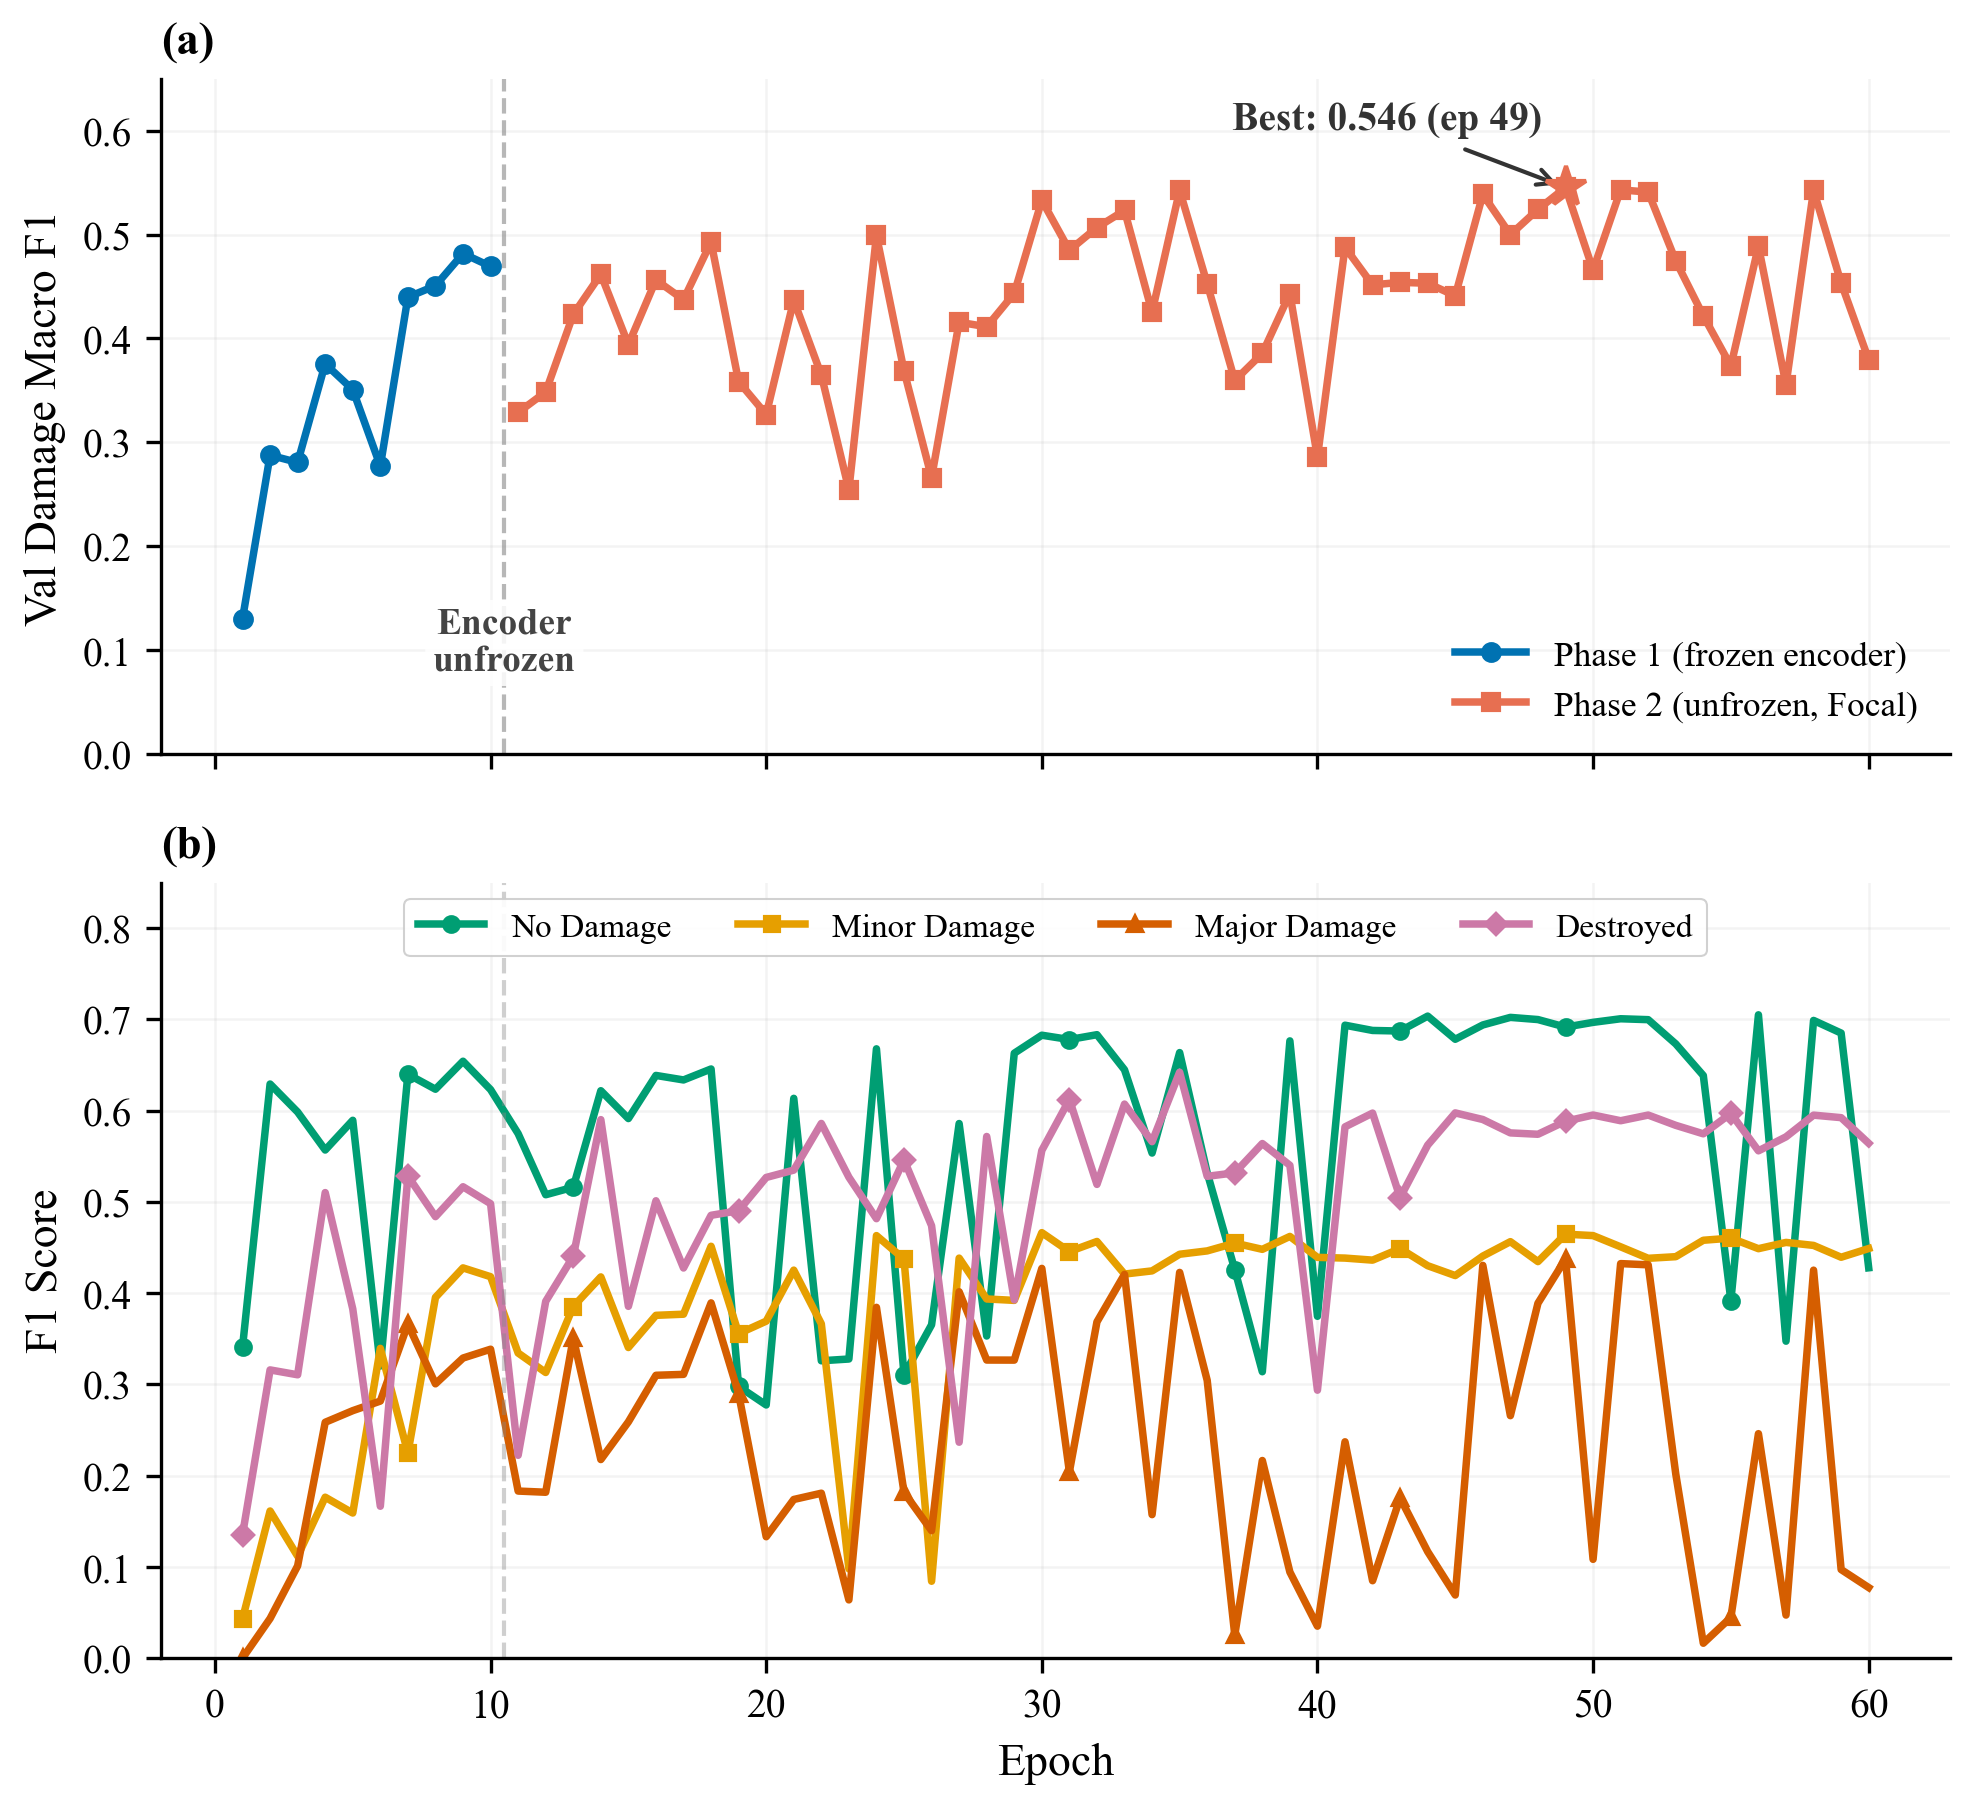 (a)
Val Damage Macro F1
0.6
0.5
0.4
0.3
0.2
0.1
0.0
Best: 0.546 (ep 49)
Encoder
unfrozen
Phase 1 (frozen encoder)
Phase 2 (unfrozen, Focal)
(b)
F1 Score
0.8
0.7
0.6
0.5
0.4
0.3
0.2
0.1
0.0
No Damage Minor Damage Major Damage Destroyed
0 10 20 30 40 50 60
Epoch